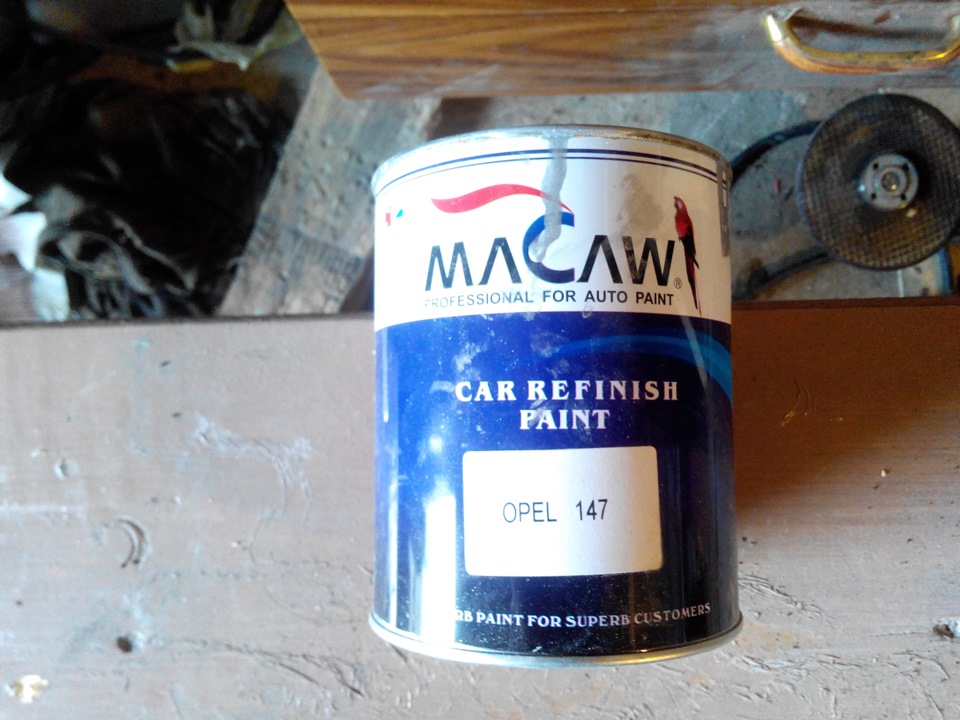 MACAW®
PROFESSIONAL FOR AUTO PAINT
CAR REFINISH
PAINT
OPEL 147
PAINT FOR SUPERB CUSTOMERS